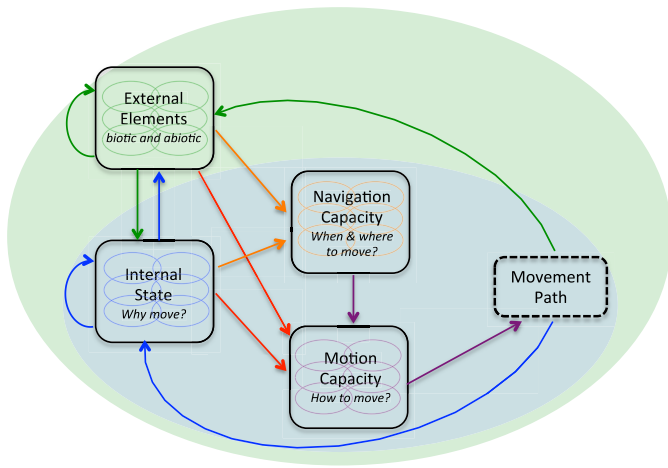 External
Elements
biotic and abiotic
Navigation
Capacity
When & where
to move?
Internal
State
Why move?
Movement
Path
Motion
Capacity
How to move?